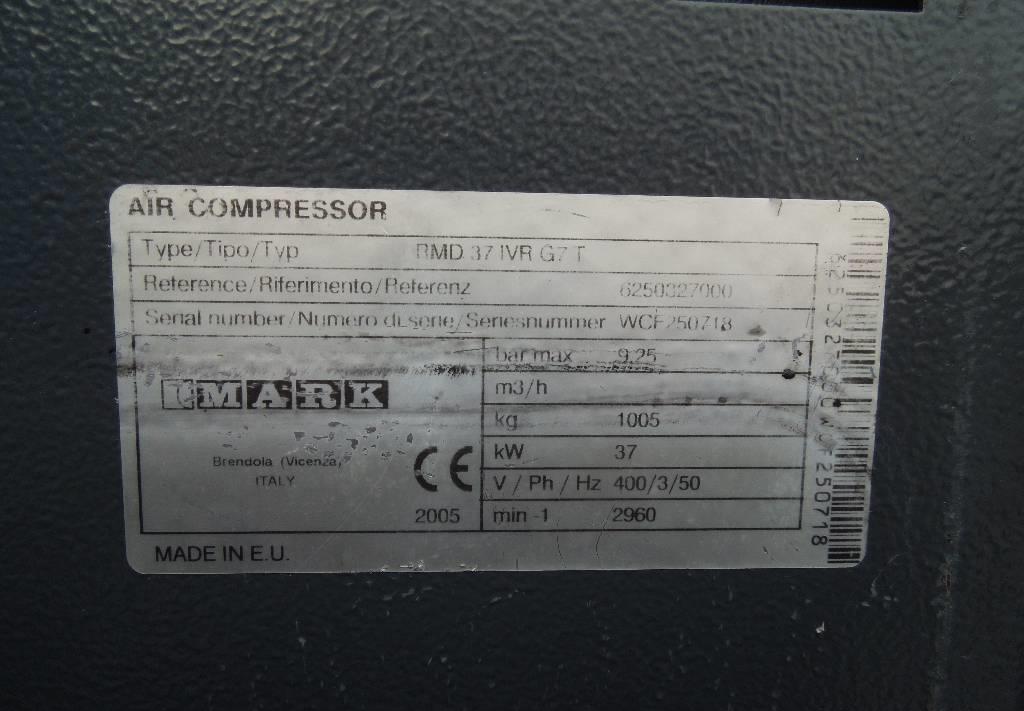 AIR COMPRESSOR
Type/Tipo/Typ RMD 37 IVR G7 T
Reference/Riferimento/Referenz 6250327000
Serial number/Numero di serie/Seriesnummer WCF250718
bar max 9,25
m3/h
MARK
kg 1005
kW 37
Brendola (Vicenza)
ITALY
CE
V / Ph / Hz 400/3/50
2005
min -1 2960
MADE IN E.U.